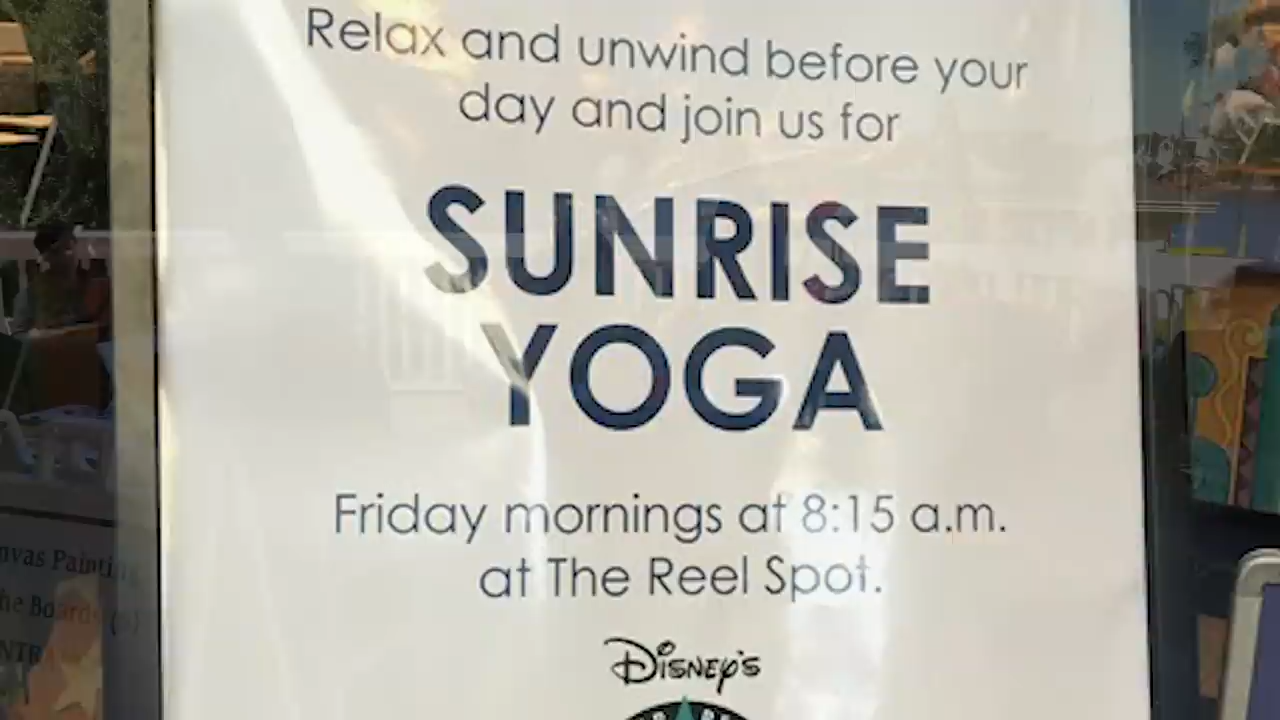 Relax and unwind before your
day and join us for
SUNRISE
YOGA
Friday mornings at 8:15 a.m.
at The Reel Spot.
DISNEY'S